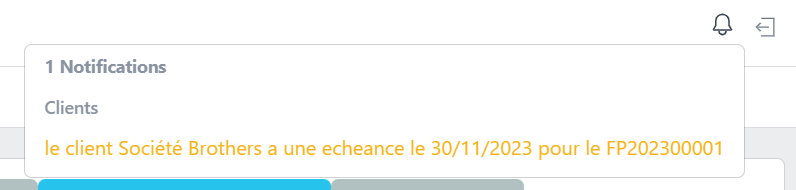 1 Notifications
Clients
le client Société Brothers a une echeance le 30/11/2023 pour le FP202300001